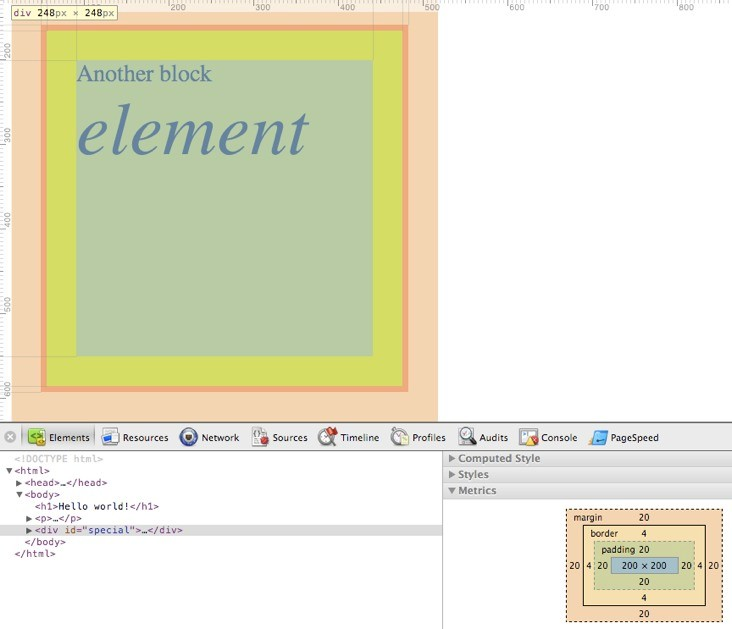 div 248px × 248px
200 300 400 500 600 700 800
200
300
400
500
600
Another block
element
Elements Resources Network Sources Timeline Profiles Audits Console PageSpeed
<!DOCTYPE html>
▼<html>
▶<head>…</head>
▼<body>
<h1>Hello world!</h1>
▶<p>…</p>
▶<div id="special">…</div>
</body>
</html>
▶ Computed Style
▶ Styles
▼ Metrics
margin 20
border 4
padding 20
20 4 20 200 × 200 20 4 20
20
4
20